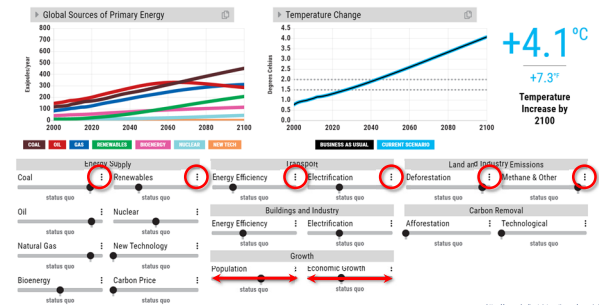 Global Sources of Primary Energy
Temperature Change
+4.1°C
+7.3°F
Temperature
Increase by
2100
Exajoules/year
800
700
600
500
400
300
200
100
0
2000 2020 2040 2060 2080 2100
COAL OIL GAS RENEWABLES BIOENERGY NUCLEAR NEW TECH
Degrees Celsius
4.5
4.0
3.5
3.0
2.5
2.0
1.5
1.0
0.5
0.0
2000 2020 2040 2060 2080 2100
BUSINESS AS USUAL CURRENT SCENARIO
Energy Supply
Coal Renewables
status quo status quo
Oil Nuclear
status quo status quo
Natural Gas New Technology
status quo status quo
Bioenergy Carbon Price
status quo status quo
Transport
Energy Efficiency Electrification
status quo status quo
Buildings and Industry
Energy Efficiency Electrification
status quo status quo
Growth
Population Economic Growth
status quo status quo
Land and Industry Emissions
Deforestation Methane & Other
status quo status quo
Carbon Removal
Afforestation Technological
status quo status quo